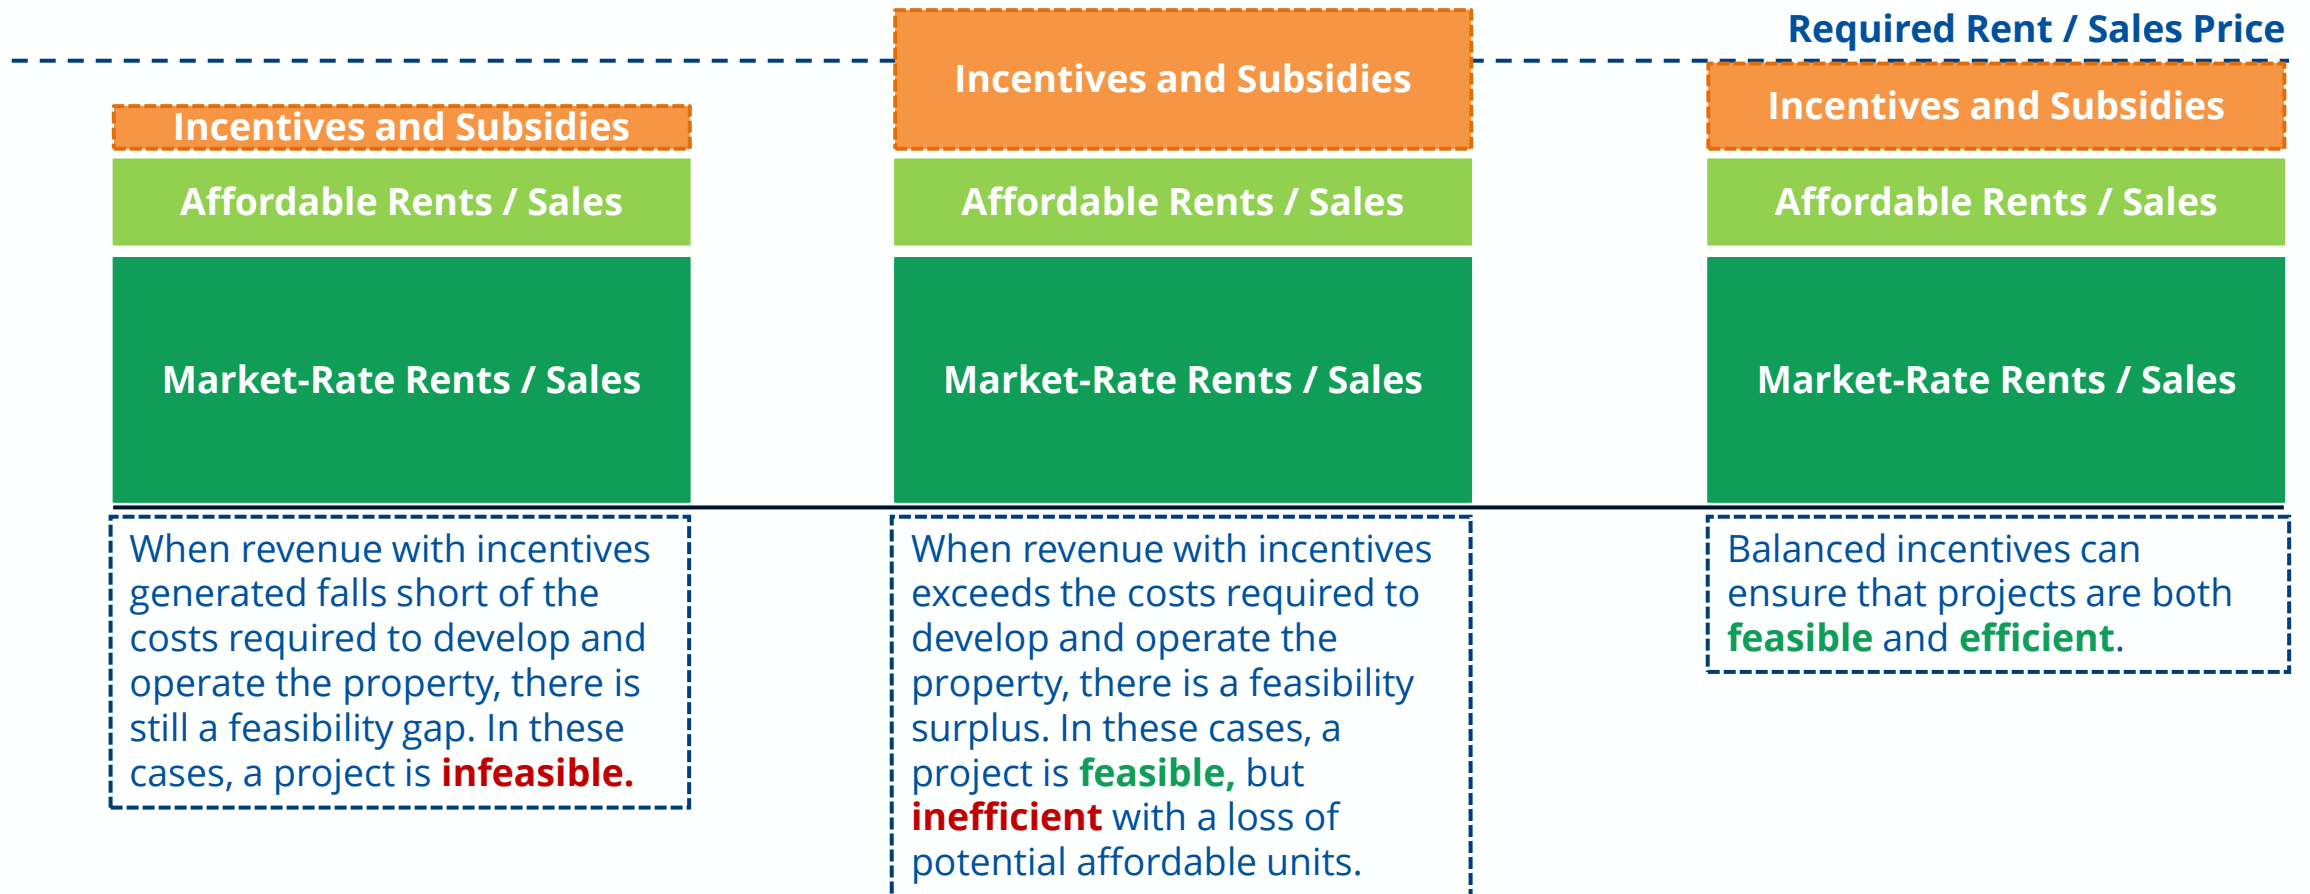 Required Rent / Sales Price
Incentives and Subsidies
Affordable Rents / Sales
Market-Rate Rents / Sales
When revenue with incentives
generated falls short of the
costs required to develop and
operate the property, there is
still a feasibility gap. In these
cases, a project is infeasible.
Incentives and Subsidies
Affordable Rents / Sales
Market-Rate Rents / Sales
When revenue with incentives
exceeds the costs required to
develop and operate the
property, there is a feasibility
surplus. In these cases, a
project is feasible, but
inefficient with a loss of
potential affordable units.
Incentives and Subsidies
Affordable Rents / Sales
Market-Rate Rents / Sales
Balanced incentives can
ensure that projects are both
feasible and efficient.